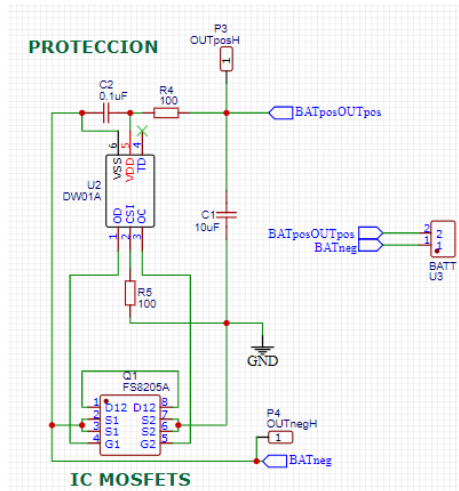 PROTECCION
P3
OUTposH
1
C2
0.1uF
R4
100
BATposOUTpos
6 5 4
VSS VDD TD
U2
DW01A
OD CSI OC
1 2 3
C1
10uF
BATposOUTpos 2 2
BATneg 1 1
BATT
U3
R5
100
GND
Q1
FS8205A
1 D12 D12 8
2 S1 S2 7
3 S1 S2 6
4 G1 G2 5
P4
OUTnegH
1
BATneg
IC MOSFETS